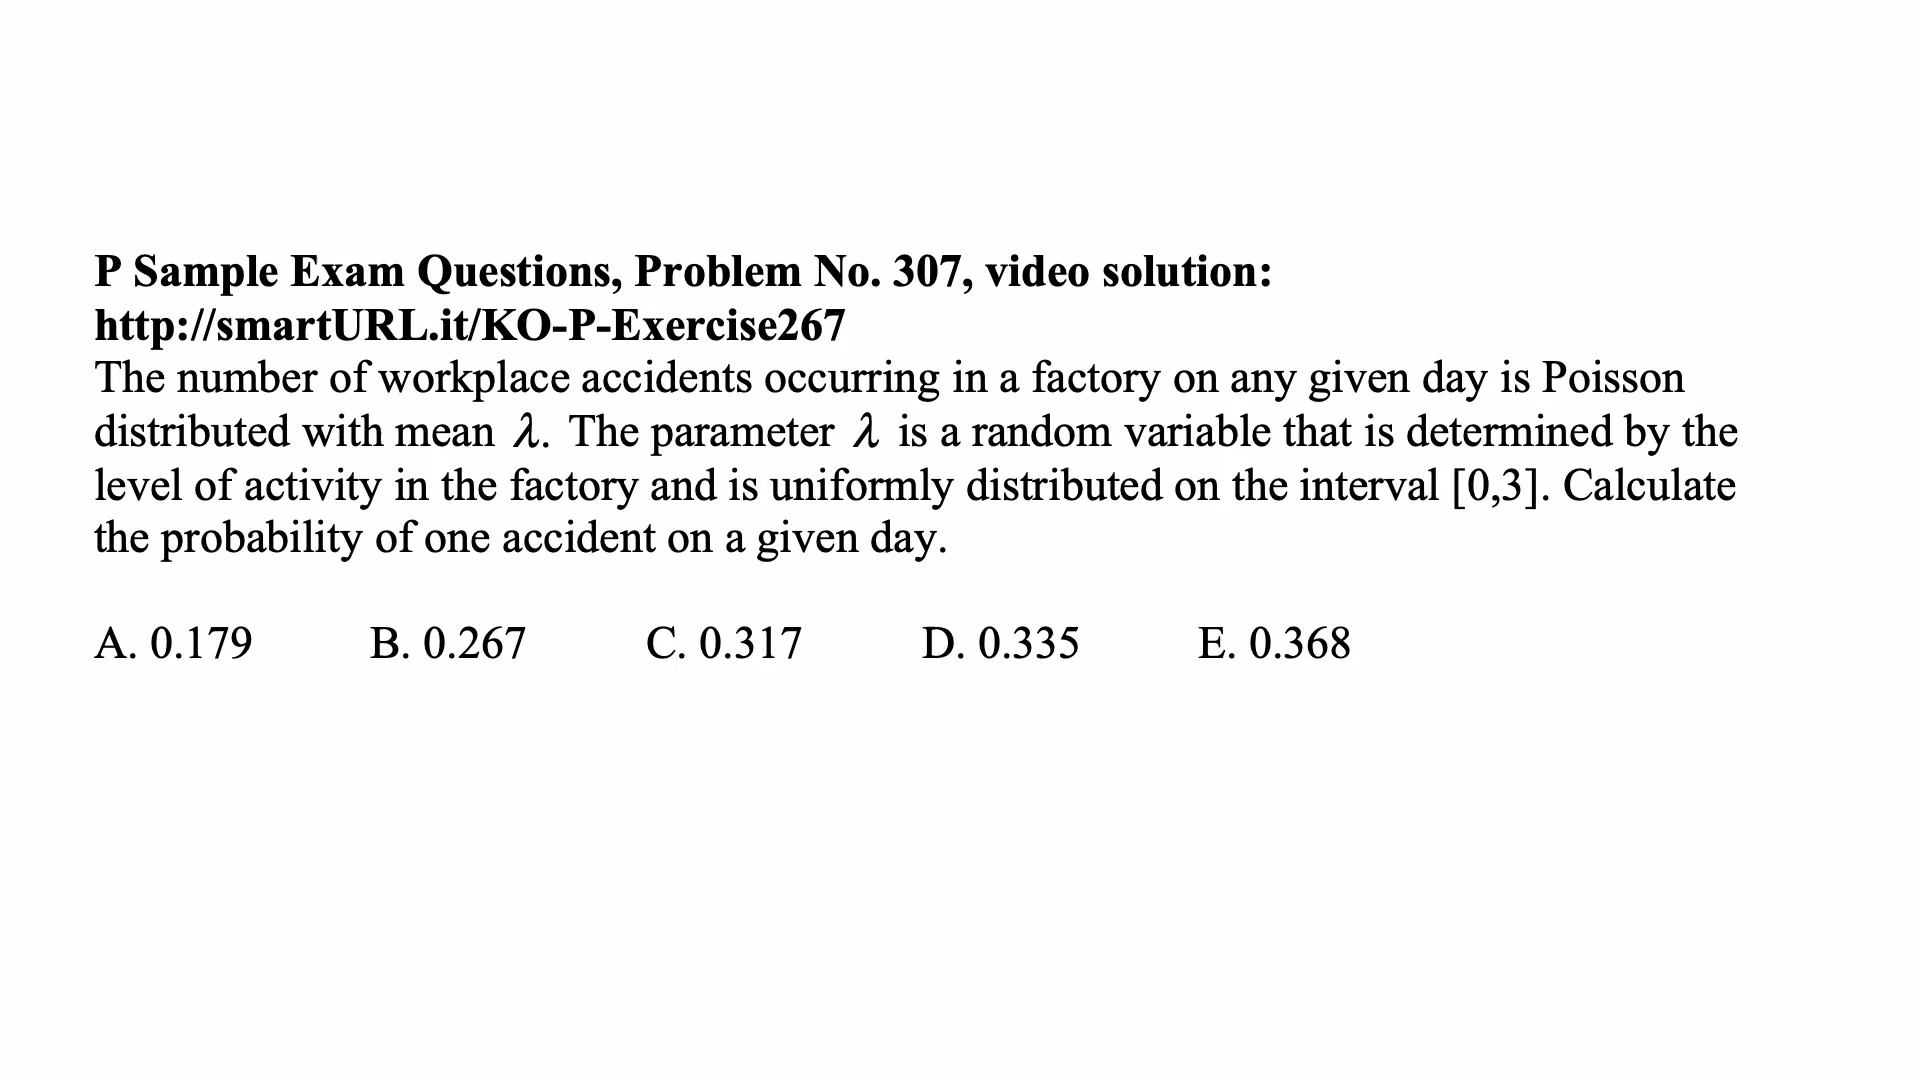 P Sample Exam Questions, Problem No. 307, video solution:
http://smartURL.it/KO-P-Exercise267
The number of workplace accidents occurring in a factory on any given day is Poisson
distributed with mean λ. The parameter λ is a random variable that is determined by the
level of activity in the factory and is uniformly distributed on the interval [0,3]. Calculate
the probability of one accident on a given day.
A. 0.179 B. 0.267 C. 0.317 D. 0.335 E. 0.368